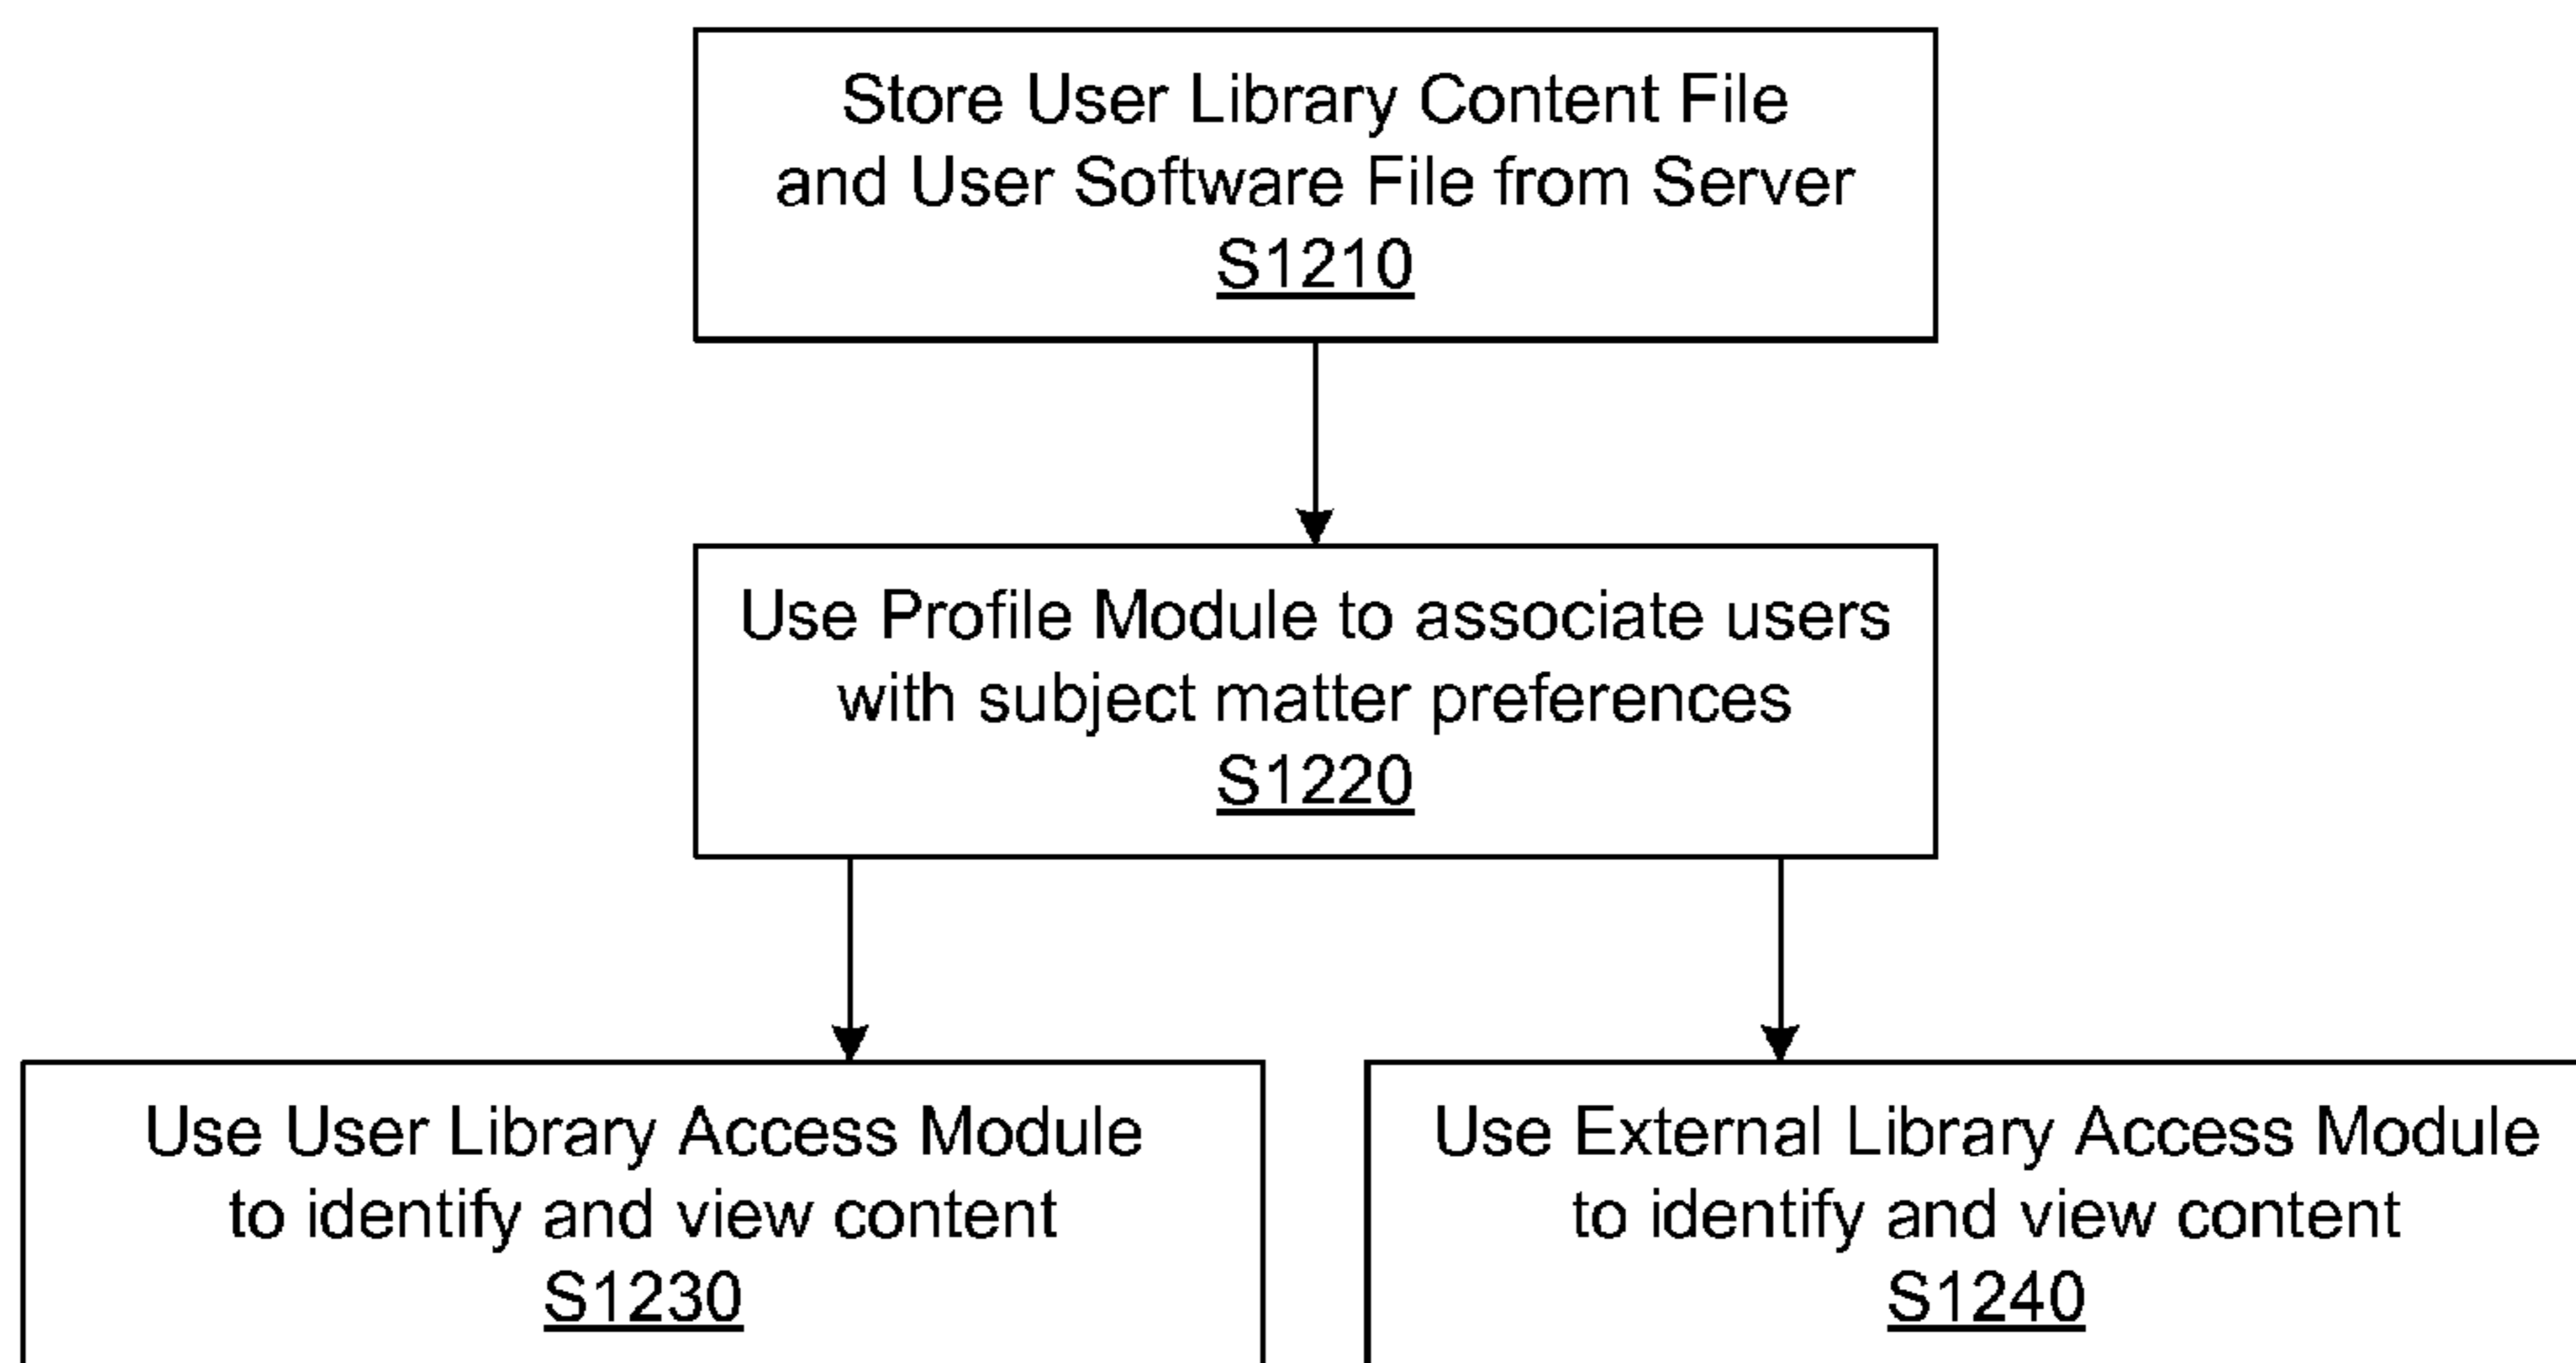 Store User Library Content File
and User Software File from Server
S1210
Use Profile Module to associate users
with subject matter preferences
S1220
Use User Library Access Module
to identify and view content
S1230
Use External Library Access Module
to identify and view content
S1240